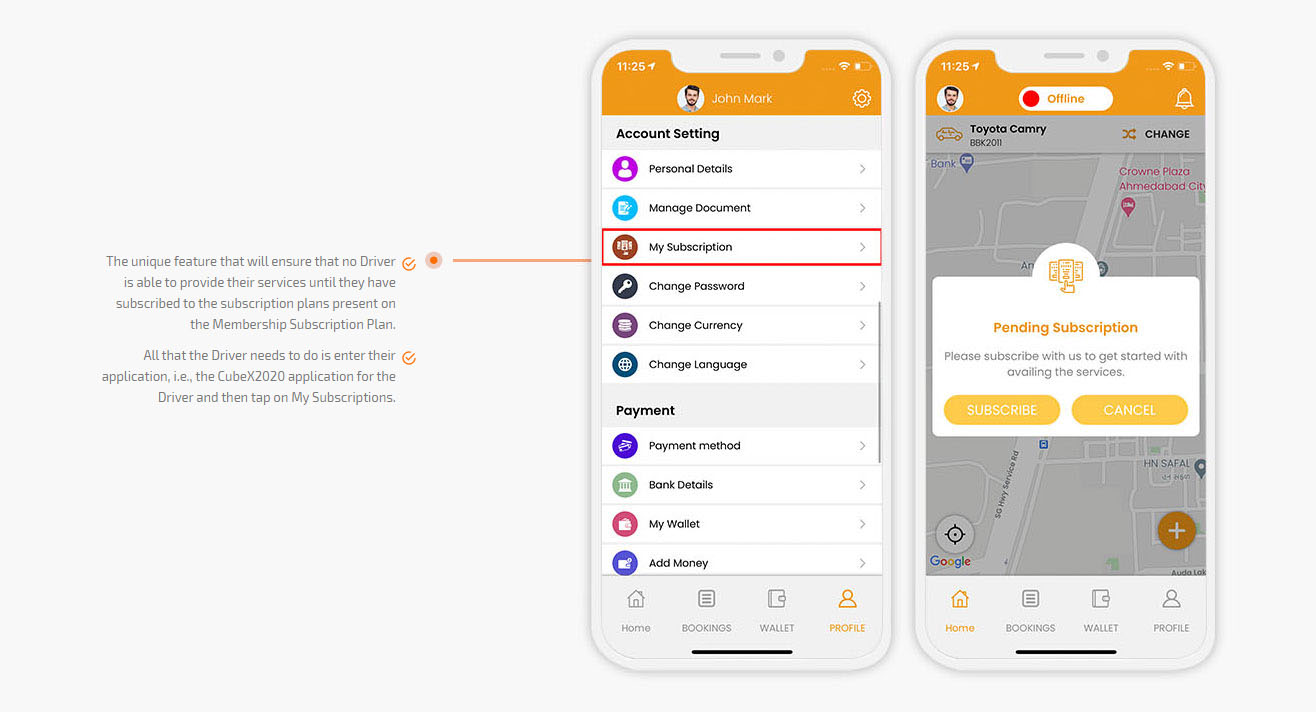 The unique feature that will ensure that no Driver
is able to provide their services until they have
subscribed to the subscription plans present on
the Membership Subscription Plan.
All that the Driver needs to do is enter their
application, i.e., the CubeX2020 application for the
Driver and then tap on My Subscriptions.
11:25
John Mark
Account Setting
Personal Details
Manage Document
My Subscription
Change Password
Change Currency
Change Language
Payment
Payment method
Bank Details
My Wallet
Add Money
Home
BOOKINGS
WALLET
PROFILE
11:25
Offline
Toyota Camry
BBK2011
CHANGE
Bank
Crowne Plaza
Ahmedabad City
Pending Subscription
Please subscribe with us to get started with
availing the services.
SUBSCRIBE
CANCEL
SG Hwy Service Rd
HN SAFAL
Google
Auda Lak
Home
BOOKINGS
WALLET
PROFILE